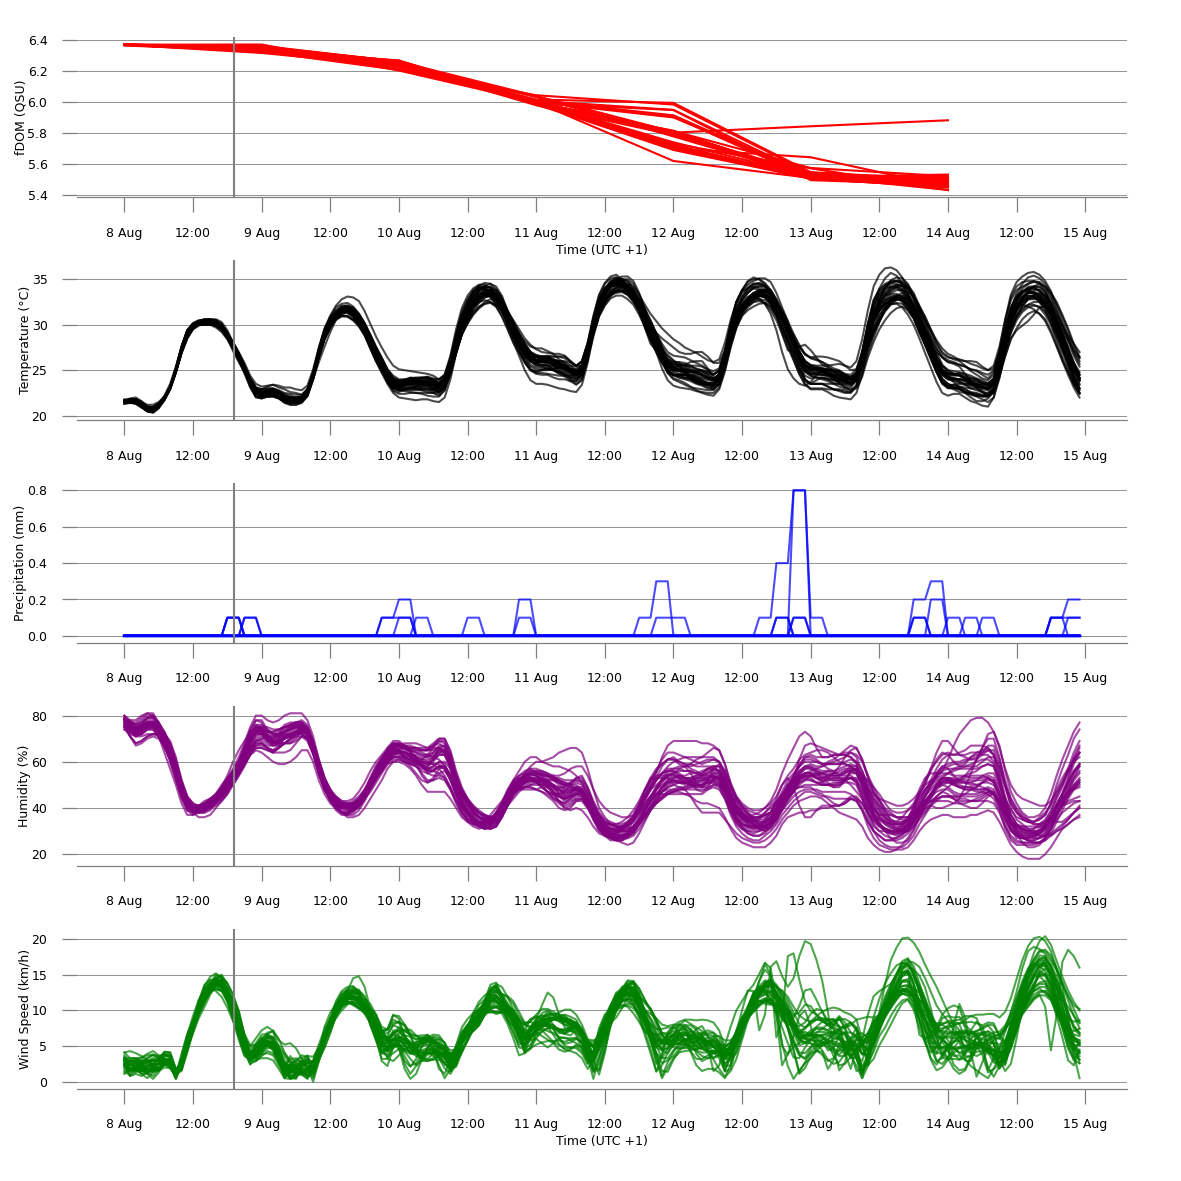 6.4
6.2
6.0
5.8
5.6
5.4
fDOM (QSU)
8 Aug 12:00 9 Aug 12:00 10 Aug 12:00 11 Aug 12:00 12 Aug 12:00 13 Aug 12:00 14 Aug 12:00 15 Aug
Time (UTC +1)
35
30
25
20
Temperature (°C)
8 Aug 12:00 9 Aug 12:00 10 Aug 12:00 11 Aug 12:00 12 Aug 12:00 13 Aug 12:00 14 Aug 12:00 15 Aug
0.8
0.6
0.4
0.2
0.0
Precipitation (mm)
8 Aug 12:00 9 Aug 12:00 10 Aug 12:00 11 Aug 12:00 12 Aug 12:00 13 Aug 12:00 14 Aug 12:00 15 Aug
80
60
40
20
Humidity (%)
8 Aug 12:00 9 Aug 12:00 10 Aug 12:00 11 Aug 12:00 12 Aug 12:00 13 Aug 12:00 14 Aug 12:00 15 Aug
20
15
10
5
0
Wind Speed (km/h)
8 Aug 12:00 9 Aug 12:00 10 Aug 12:00 11 Aug 12:00 12 Aug 12:00 13 Aug 12:00 14 Aug 12:00 15 Aug
Time (UTC +1)